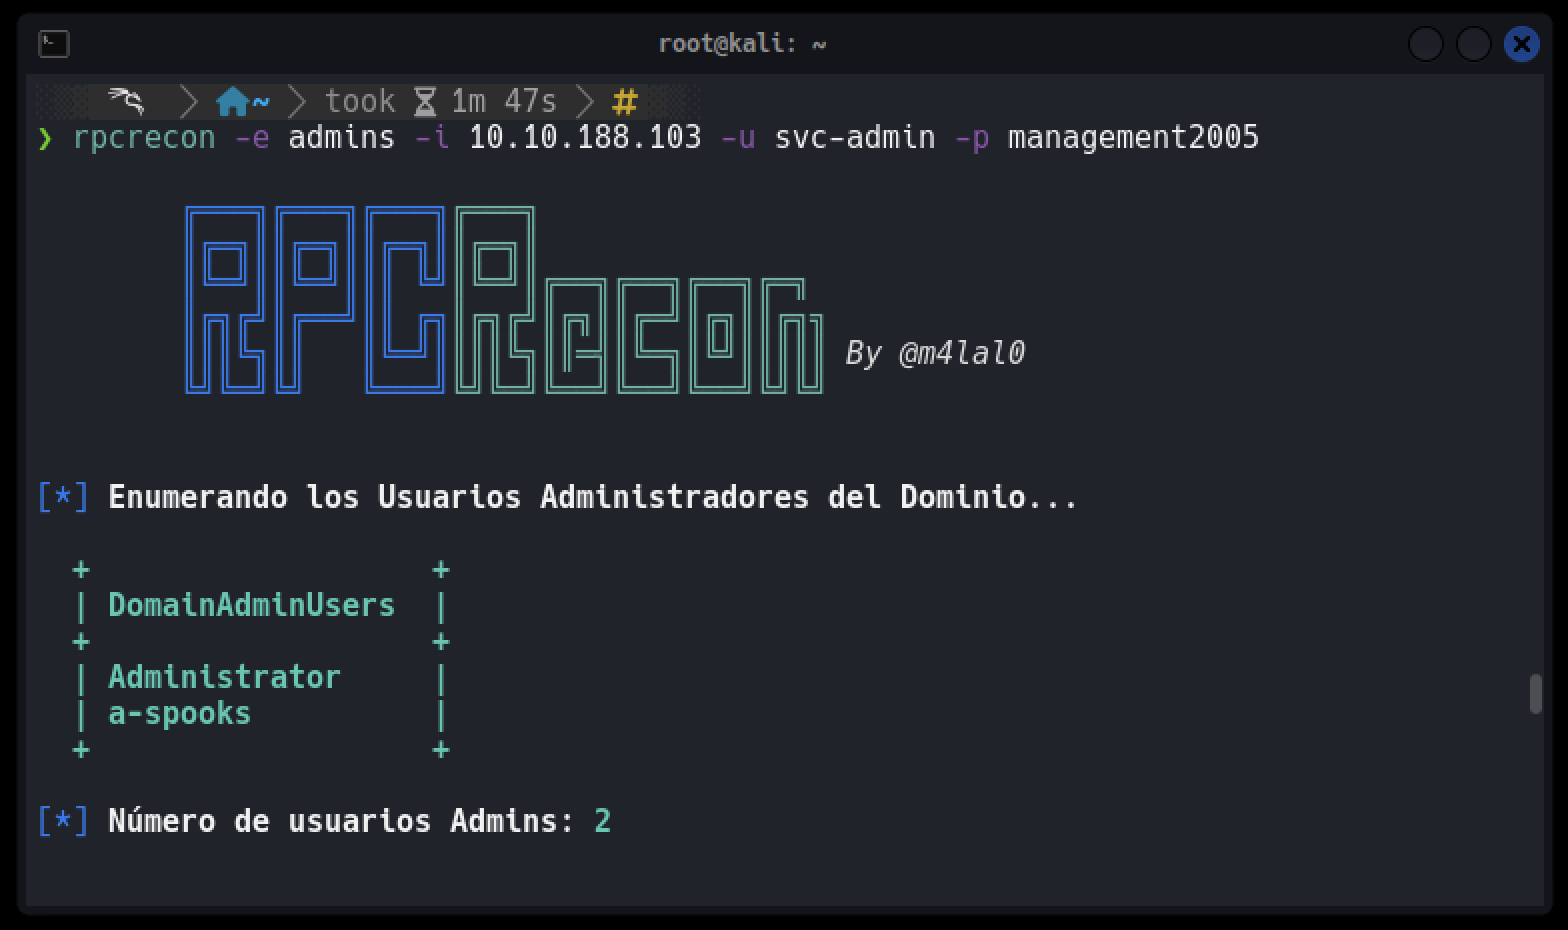 root@kali: ~
~ took 1m 47s #
❯ rpcrecon -e admins -i 10.10.188.103 -u svc-admin -p management2005
RPCRecon By @m4lal0
[*] Enumerando los Usuarios Administradores del Dominio...
+ +
| DomainAdminUsers |
+ +
| Administrator |
| a-spooks |
+ +
[*] Número de usuarios Admins: 2